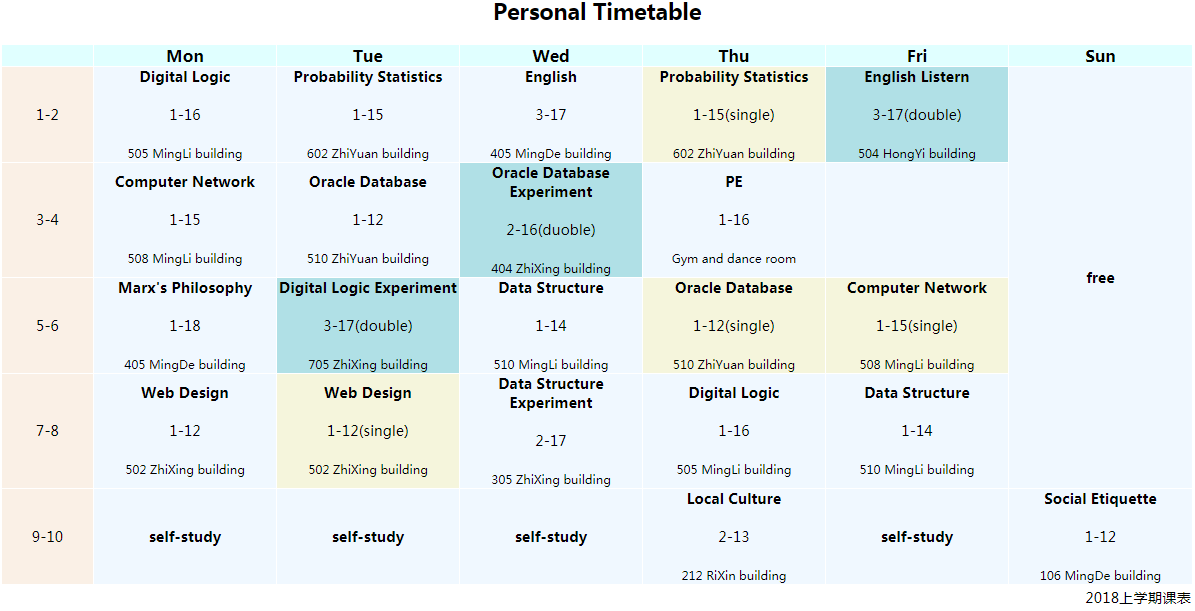 Personal Timetable
Mon Tue Wed Thu Fri Sun
1-2
Digital Logic
1-16
505 MingLi building
Probability Statistics
1-15
602 ZhiYuan building
English
3-17
405 MingDe building
Probability Statistics
1-15(single)
602 ZhiYuan building
English Listern
3-17(double)
504 HongYi building
free
3-4
Computer Network
1-15
508 MingLi building
Oracle Database
1-12
510 ZhiYuan building
Oracle Database
Experiment
2-16(duoble)
404 ZhiXing building
PE
1-16
Gym and dance room
5-6
Marx's Philosophy
1-18
405 MingDe building
Digital Logic Experiment
3-17(double)
705 ZhiXing building
Data Structure
1-14
510 MingLi building
Oracle Database
1-12(single)
510 ZhiYuan building
Computer Network
1-15(single)
508 MingLi building
7-8
Web Design
1-12
502 ZhiXing building
Web Design
1-12(single)
502 ZhiXing building
Data Structure
Experiment
2-17
305 ZhiXing building
Digital Logic
1-16
505 MingLi building
Data Structure
1-14
510 MingLi building
9-10
self-study
self-study
self-study
Local Culture
2-13
212 RiXin building
self-study
Social Etiquette
1-12
106 MingDe building
2018上学期课表